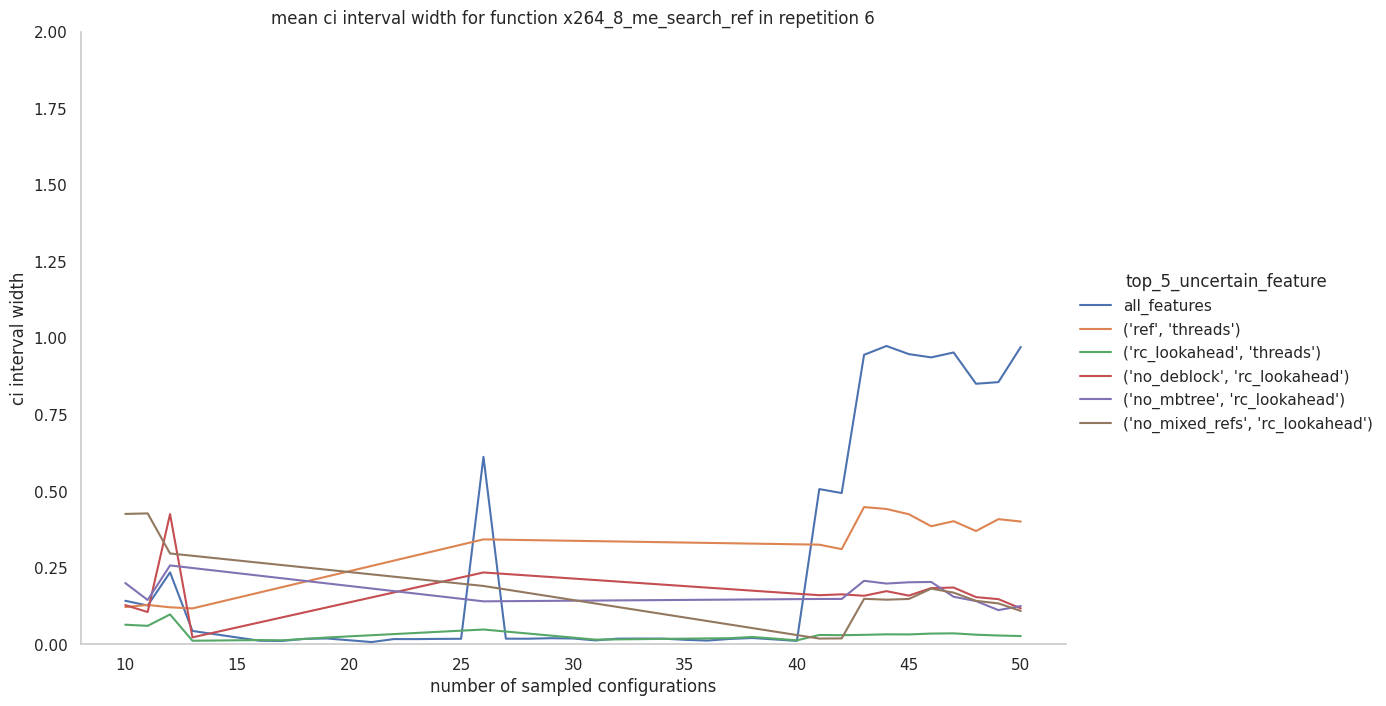 mean ci interval width for function x264_8_me_search_ref in repetition 6
2.00
1.75
1.50
1.25
1.00
0.75
0.50
0.25
0.00
ci interval width
10 15 20 25 30 35 40 45 50
number of sampled configurations
top_5_uncertain_feature
all_features
('ref', 'threads')
('rc_lookahead', 'threads')
('no_deblock', 'rc_lookahead')
('no_mbtree', 'rc_lookahead')
('no_mixed_refs', 'rc_lookahead')